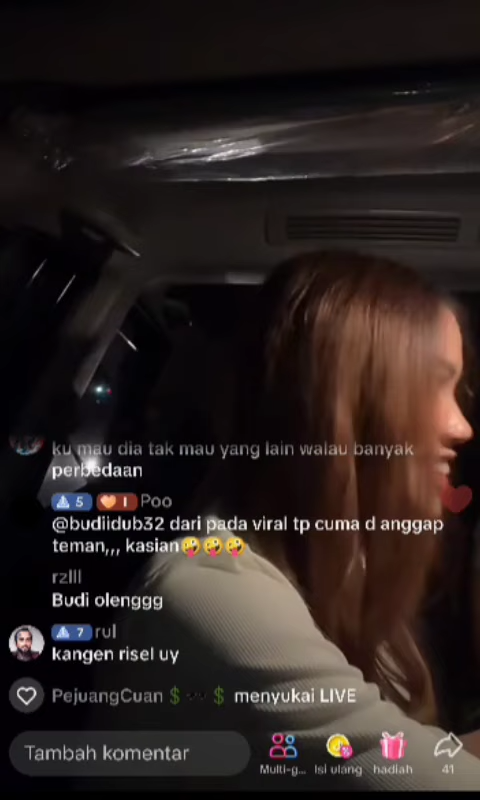 ku mau dia tak mau yang lain walau banyak
perbedaan
5 1 Poo
@budiidub32 dari pada viral tp cuma d anggap
teman,,, kasian🤪🤪🤪
rzlll
Budi olenggg
7 rul
kangen risel uy
PejuangCuan 💲🕶💲 menyukai LIVE
Tambah komentar
Multi-g... Isi ulang hadiah 41